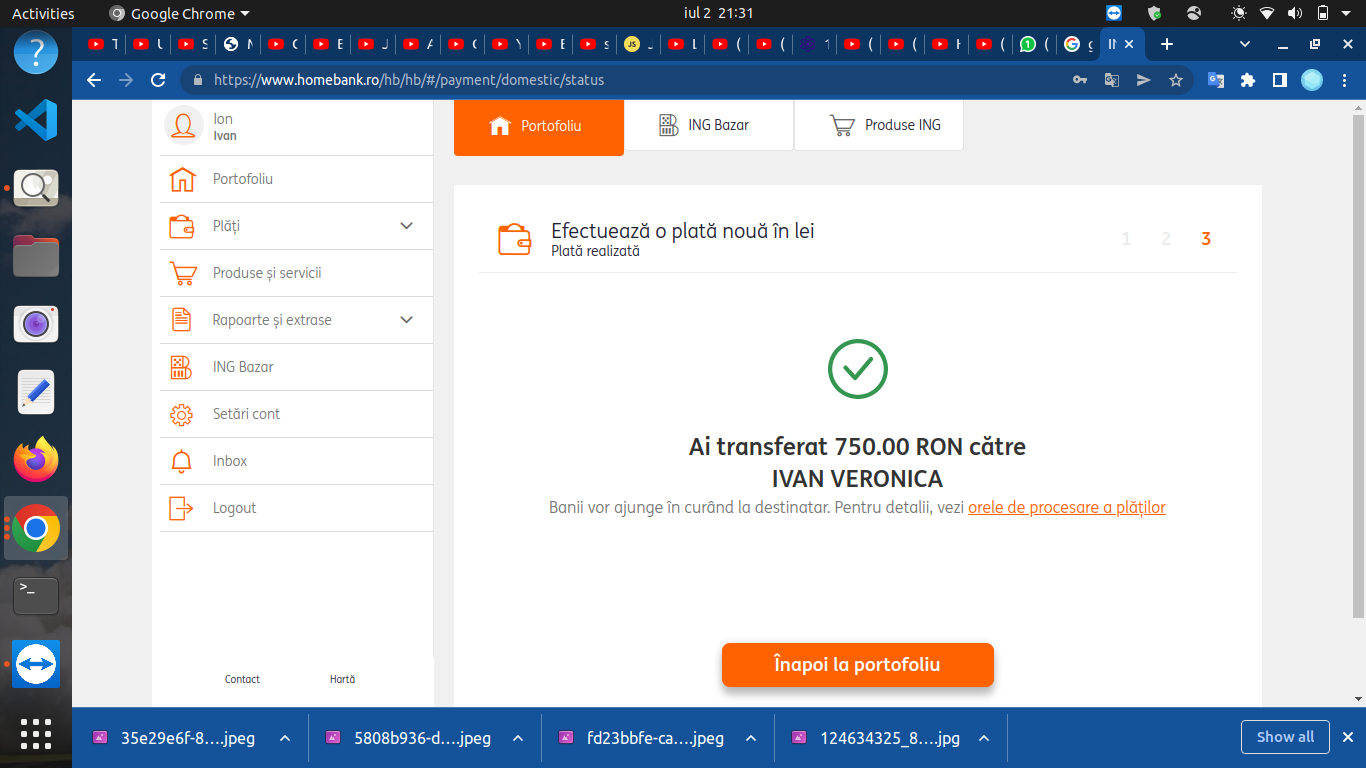 Activities
Google Chrome
iul 2 21:31
https://www.homebank.ro/hb/hb/#/payment/domestic/status
Ion
Ivan
Portofoliu
Plăți
Produse și servicii
Rapoarte și extrase
ING Bazar
Setări cont
Inbox
Logout
Contact
Hartă
Portofoliu
ING Bazar
Produse ING
Efectuează o plată nouă în lei
Plată realizată
1 2 3
Ai transferat 750.00 RON către
IVAN VERONICA
Banii vor ajunge în curând la destinatar. Pentru detalii, vezi orele de procesare a plăților
Înapoi la portofoliu
35e29e6f-8....jpeg
5808b936-d....jpeg
fd23bbfe-ca....jpeg
124634325_8....jpg
Show all